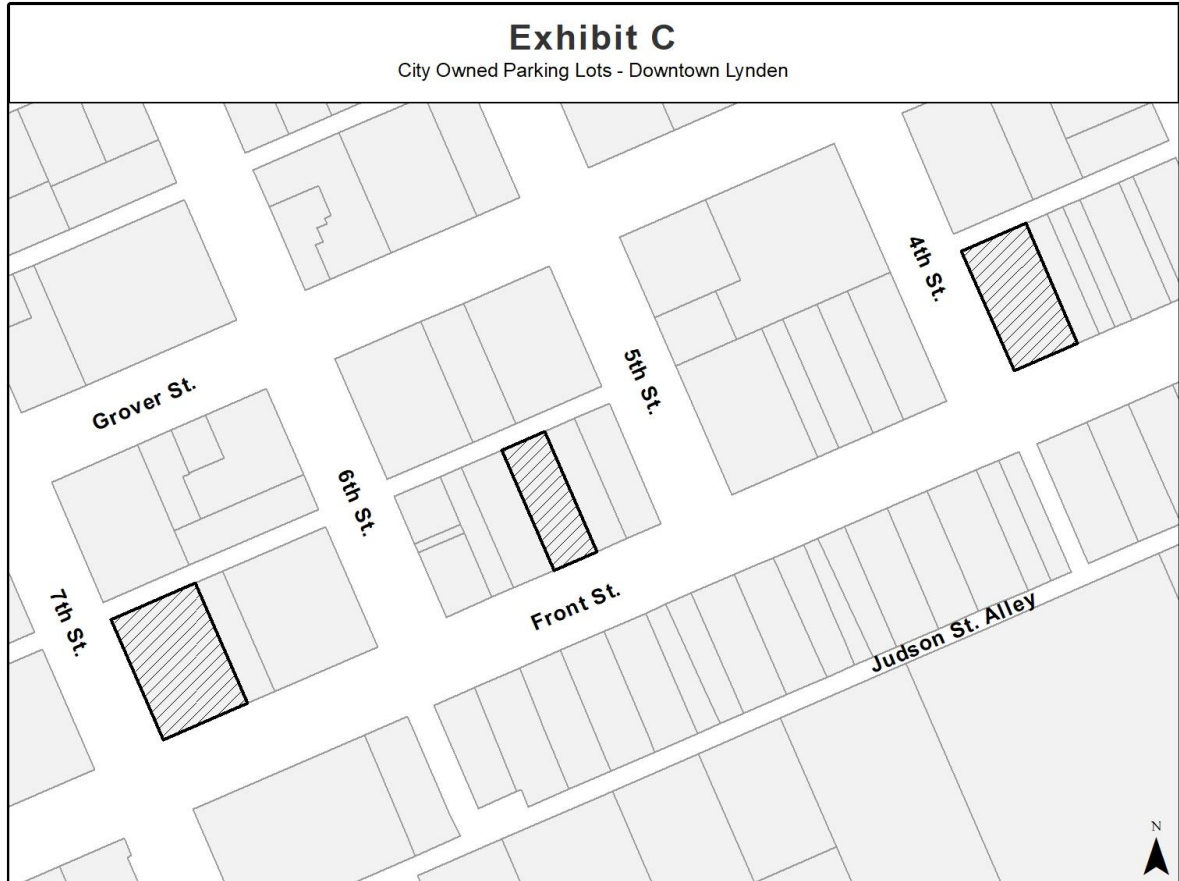 Exhibit C
City Owned Parking Lots - Downtown Lynden
4th St.
5th St.
Grover St.
6th St.
Front St.
7th St.
Judson St. Alley
N